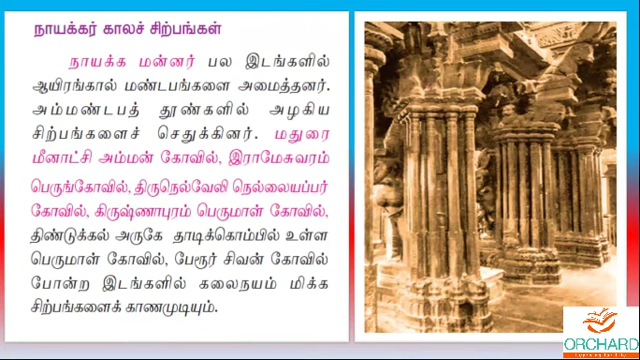 நாயக்கர் காலச் சிற்பங்கள்
நாயக்க மன்னர் பல இடங்களில்
ஆயிரங்கால் மண்டபங்களை அமைத்தனர்.
அம்மண்டபத் தூண்களில் அழகிய
சிற்பங்களைச் செதுக்கினர். மதுரை
மீனாட்சி அம்மன் கோவில், இராமேசுவரம்
பெருங்கோவில், திருநெல்வேலி நெல்லையப்பர்
கோவில், கிருஷ்ணாபுரம் பெருமாள் கோவில்,
திண்டுக்கல் அருகே தாடிக்கொம்பில் உள்ள
பெருமாள் கோவில், பேரூர் சிவன் கோவில்
போன்ற இடங்களில் கலைநயம் மிக்க
சிற்பங்களைக் காணமுடியும்.
ORCHARD